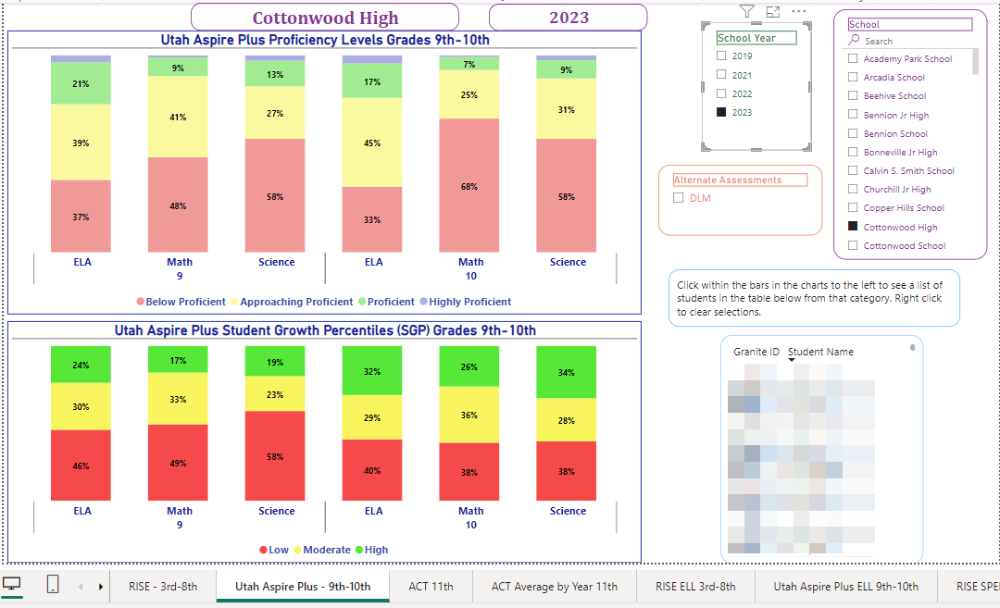 Cottonwood High
2023
Utah Aspire Plus Proficiency Levels Grades 9th-10th
21%
39%
37%
9%
41%
48%
13%
27%
58%
17%
45%
33%
7%
25%
68%
9%
31%
58%
ELA Math Science ELA Math Science
9 10
Below Proficient Approaching Proficient Proficient Highly Proficient
Utah Aspire Plus Student Growth Percentiles (SGP) Grades 9th-10th
24%
30%
46%
17%
33%
49%
19%
23%
58%
32%
29%
40%
26%
36%
38%
34%
28%
38%
ELA Math Science ELA Math Science
9 10
Low Moderate High
School Year
2019
2021
2022
2023
School
Search
Academy Park School
Arcadia School
Beehive School
Bennion Jr High
Bennion School
Bonneville Jr High
Calvin S. Smith School
Churchill Jr High
Copper Hills School
Cottonwood High
Cottonwood School
Alternate Assessments
DLM
Click within the bars in the charts to the left to see a list of
students in the table below from that category. Right click
to clear selections.
Granite ID Student Name
RISE - 3rd-8th Utah Aspire Plus - 9th-10th ACT 11th ACT Average by Year 11th RISE ELL 3rd-8th Utah Aspire Plus ELL 9th-10th RISE SPE